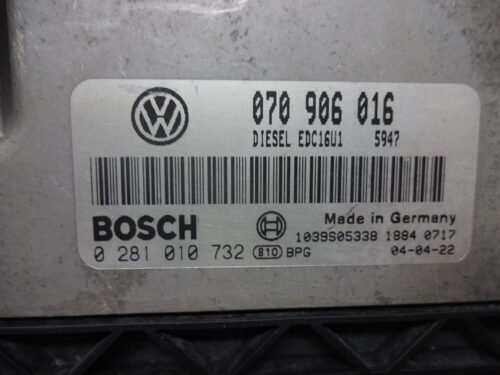 VW
070 906 016
DIESEL EDC16U1 5947
BOSCH
Made in Germany
1039S05338 1884 0717
0 281 010 732 810 BPG 04-04-22